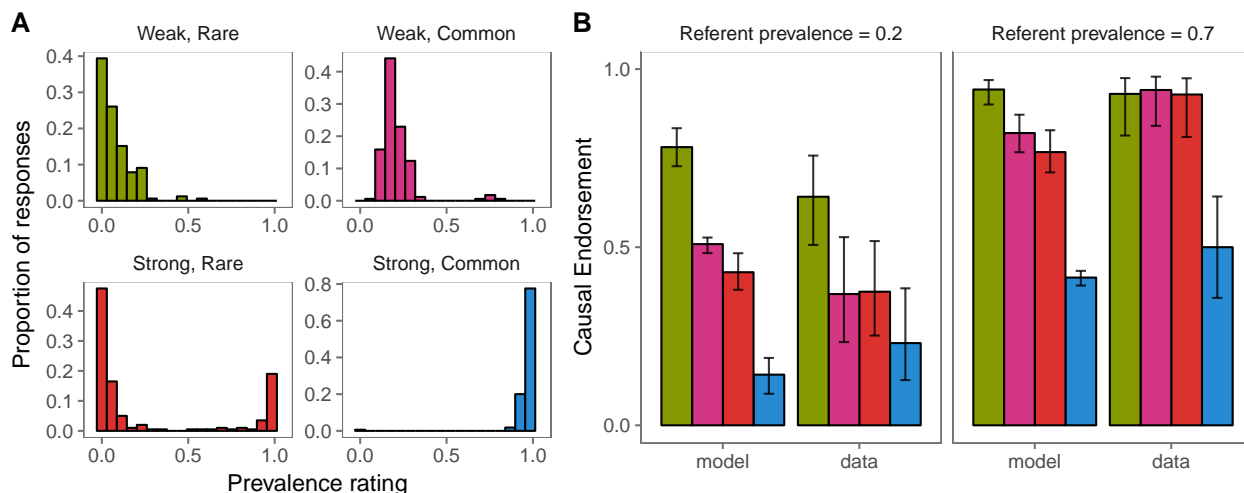 A
Weak, Rare
Weak, Common
0.4
0.3
0.2
0.1
0.0
0.0
0.5
1.0
0.4
0.3
0.2
0.1
0.0
0.0
0.5
1.0
Strong, Rare
Strong, Common
0.4
0.3
0.2
0.1
0.0
0.0
0.5
1.0
0.8
0.6
0.4
0.2
0.0
0.0
0.5
1.0
Proportion of responses
Prevalence rating
B
Referent prevalence = 0.2
Referent prevalence = 0.7
Causal Endorsement
1.0
0.5
0.0
model
data
model
data